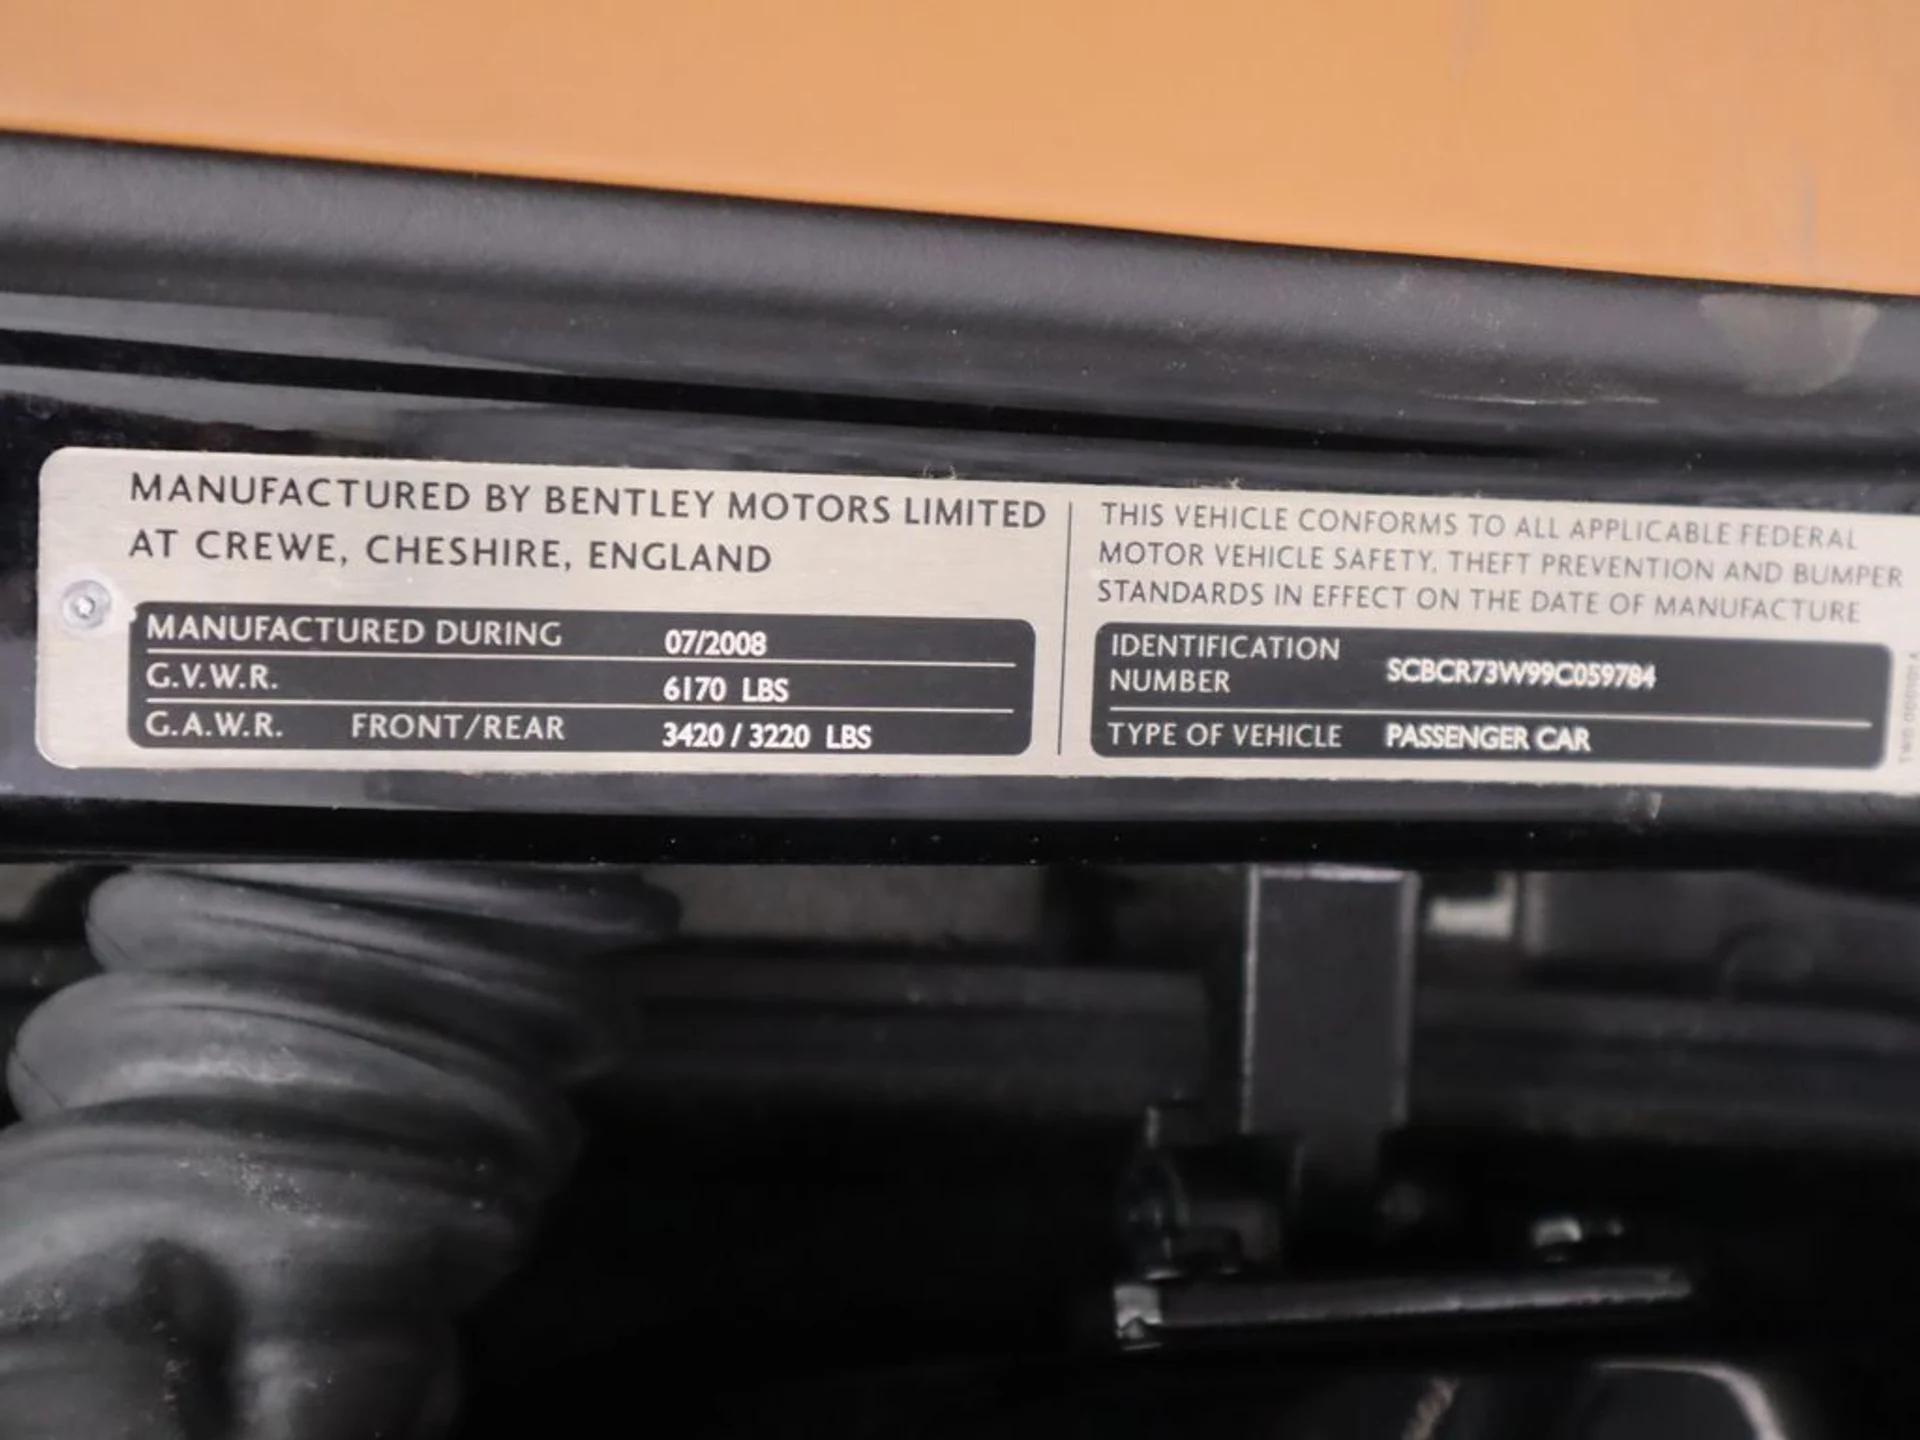 MANUFACTURED BY BENTLEY MOTORS LIMITED
AT CREWE, CHESHIRE, ENGLAND
MANUFACTURED DURING 07/2008
G.V.W.R. 6170 LBS
G.A.W.R. FRONT/REAR 3420 / 3220 LBS
THIS VEHICLE CONFORMS TO ALL APPLICABLE FEDERAL
MOTOR VEHICLE SAFETY, THEFT PREVENTION AND BUMPER
STANDARDS IN EFFECT ON THE DATE OF MANUFACTURE
IDENTIFICATION
NUMBER SCBCR73W99C059784
TYPE OF VEHICLE PASSENGER CAR